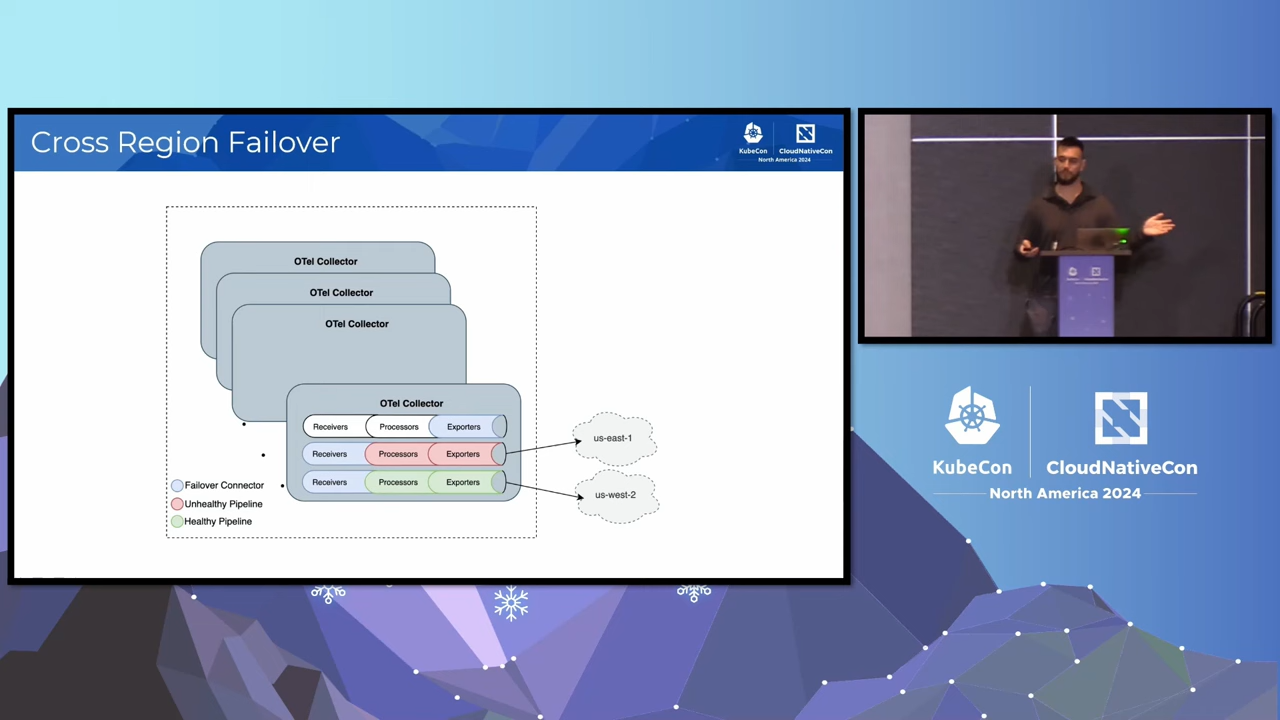 Cross Region Failover
KubeCon
CloudNativeCon
North America 2024
OTel Collector
OTel Collector
OTel Collector
OTel Collector
Receivers Processors Exporters
Receivers Processors Exporters
Receivers Processors Exporters
us-east-1
us-west-2
Failover Connector
Unhealthy Pipeline
Healthy Pipeline
KubeCon
CloudNativeCon
North America 2024